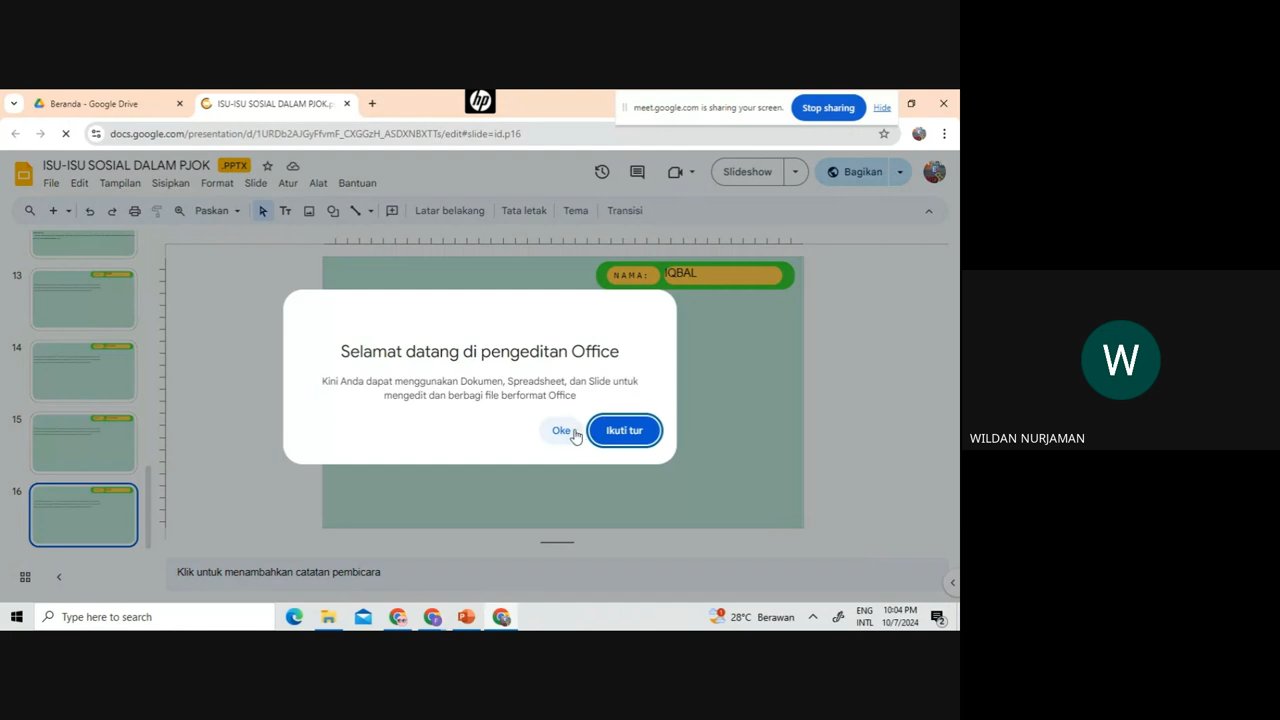 Beranda - Google Drive
ISU-ISU SOSIAL DALAM PJOK.p
hp
meet.google.com is sharing your screen.
Stop sharing
Hide
docs.google.com/presentation/d/1URDb2AJGyFfvmF_CXGGzH_ASDXNBXTTs/edit#slide=id.p16
ISU-ISU SOSIAL DALAM PJOK
.PPTX
Slideshow
Bagikan
File Edit Tampilan Sisipkan Format Slide Atur Alat Bantuan
Paskan
Tt
Latar belakang
Tata letak
Tema
Transisi
13
14
15
16
NAMA:
IQBAL
Selamat datang di pengeditan Office
Kini Anda dapat menggunakan Dokumen, Spreadsheet, dan Slide untuk
mengedit dan berbagi file berformat Office
Oke
Ikuti tur
Klik untuk menambahkan catatan pembicara
W
WILDAN NURJAMAN
Type here to search
28°C Berawan
ENG
INTL
10:04 PM
10/7/2024
2